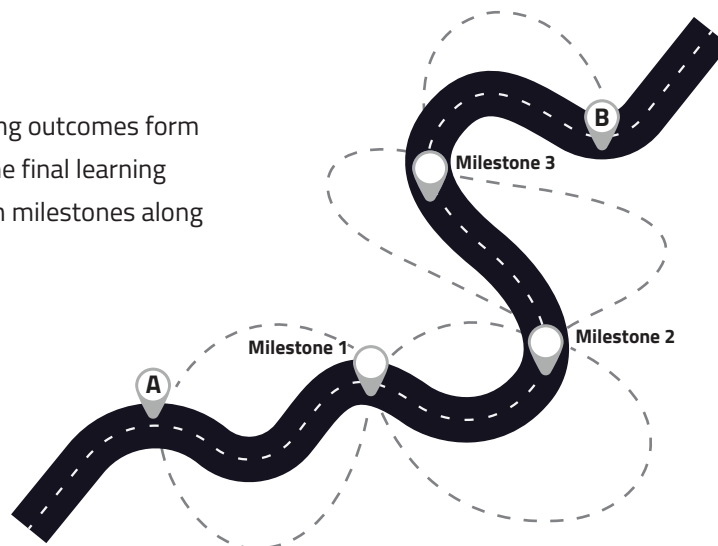 ng outcomes form
e final learning
n milestones along
B
Milestone 3
Milestone 2
Milestone 1
A